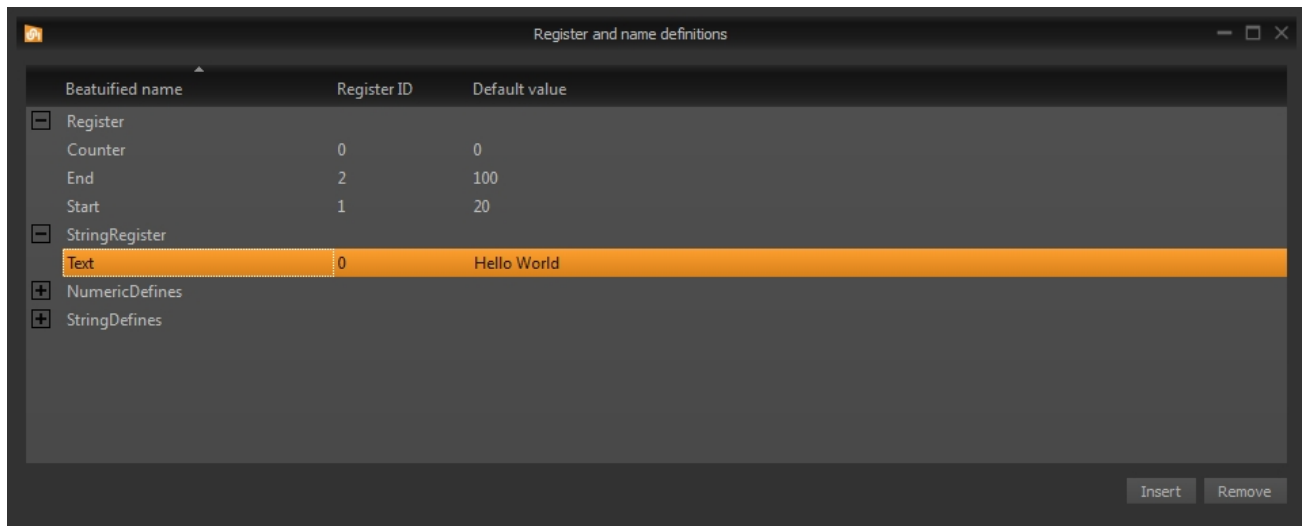 Register and name definitions
Beatuified name Register ID Default value
Register
Counter 0 0
End 2 100
Start 1 20
StringRegister
Text 0 Hello World
NumericDefines
StringDefines
Insert Remove